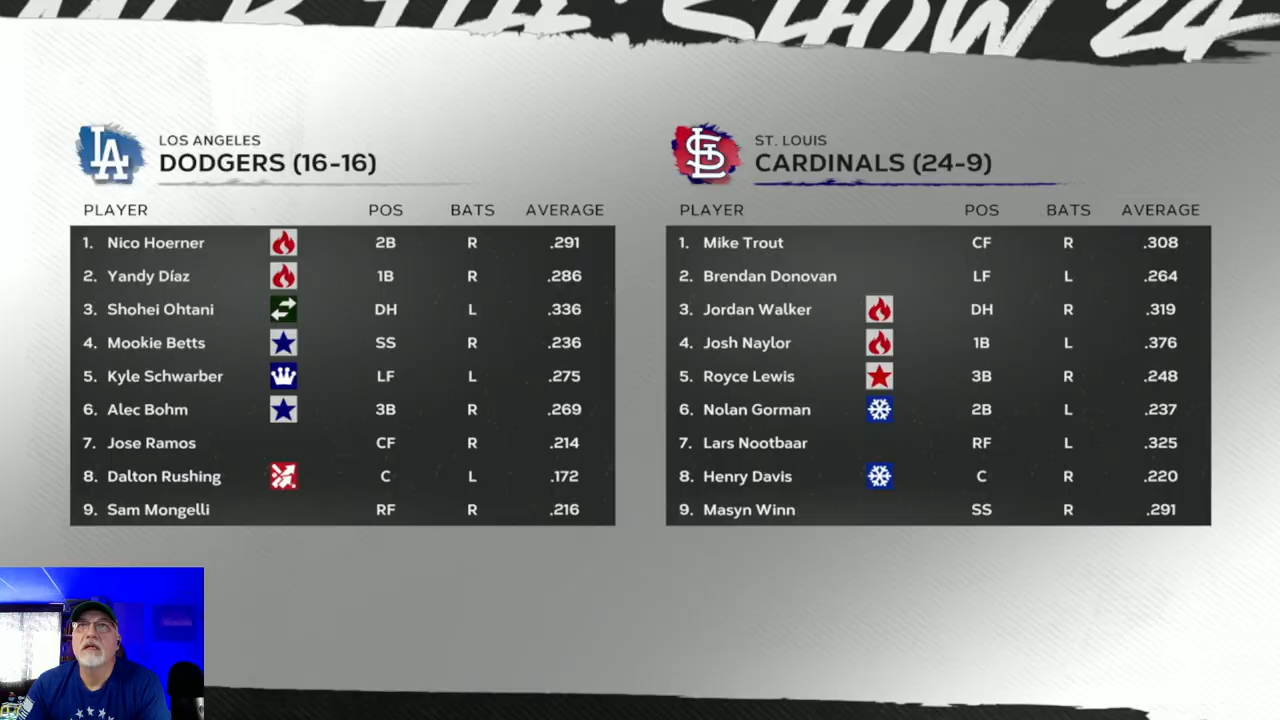 MLB THE SHOW 24
LOS ANGELES
DODGERS (16-16)
PLAYER POS BATS AVERAGE
1. Nico Hoerner 2B R .291
2. Yandy Díaz 1B R .286
3. Shohei Ohtani DH L .336
4. Mookie Betts SS R .236
5. Kyle Schwarber LF L .275
6. Alec Bohm 3B R .269
7. Jose Ramos CF R .214
8. Dalton Rushing C L .172
9. Sam Mongelli RF R .216
ST. LOUIS
CARDINALS (24-9)
PLAYER POS BATS AVERAGE
1. Mike Trout CF R .308
2. Brendan Donovan LF L .264
3. Jordan Walker DH R .319
4. Josh Naylor 1B L .376
5. Royce Lewis 3B R .248
6. Nolan Gorman 2B L .237
7. Lars Nootbaar RF L .325
8. Henry Davis C R .220
9. Masyn Winn SS R .291